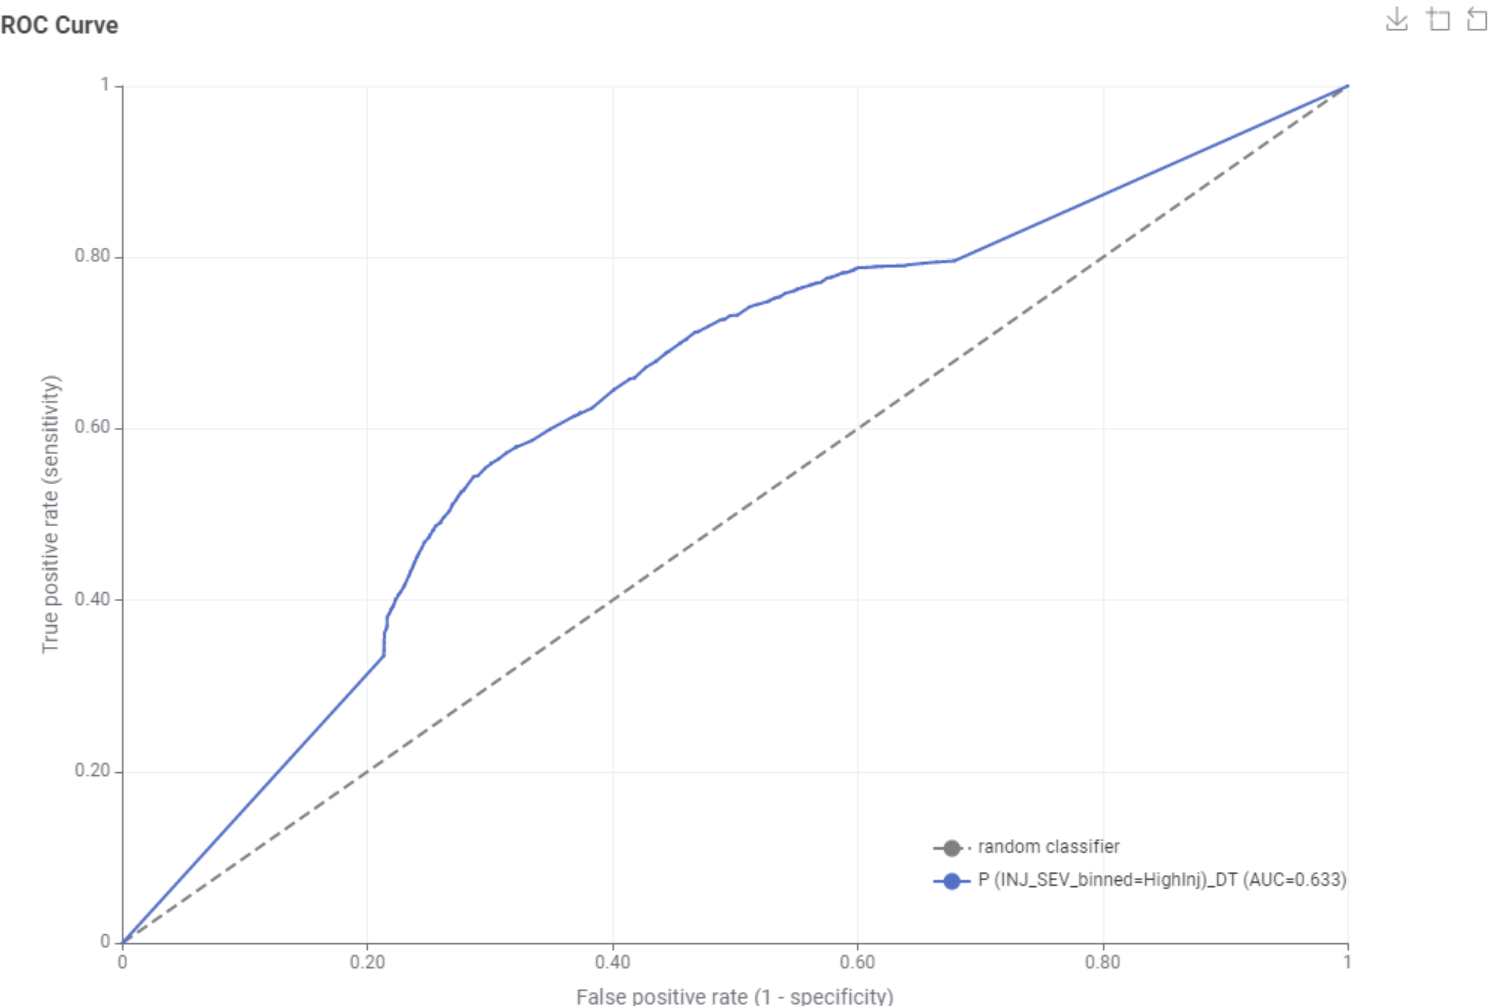 ROC Curve
True positive rate (sensitivity)
1
0.80
0.60
0.40
0.20
0
random classifier
P (INJ_SEV_binned=HighInj)_DT (AUC=0.633)
0 0.20 0.40 0.60 0.80 1
False positive rate (1 - specificity)